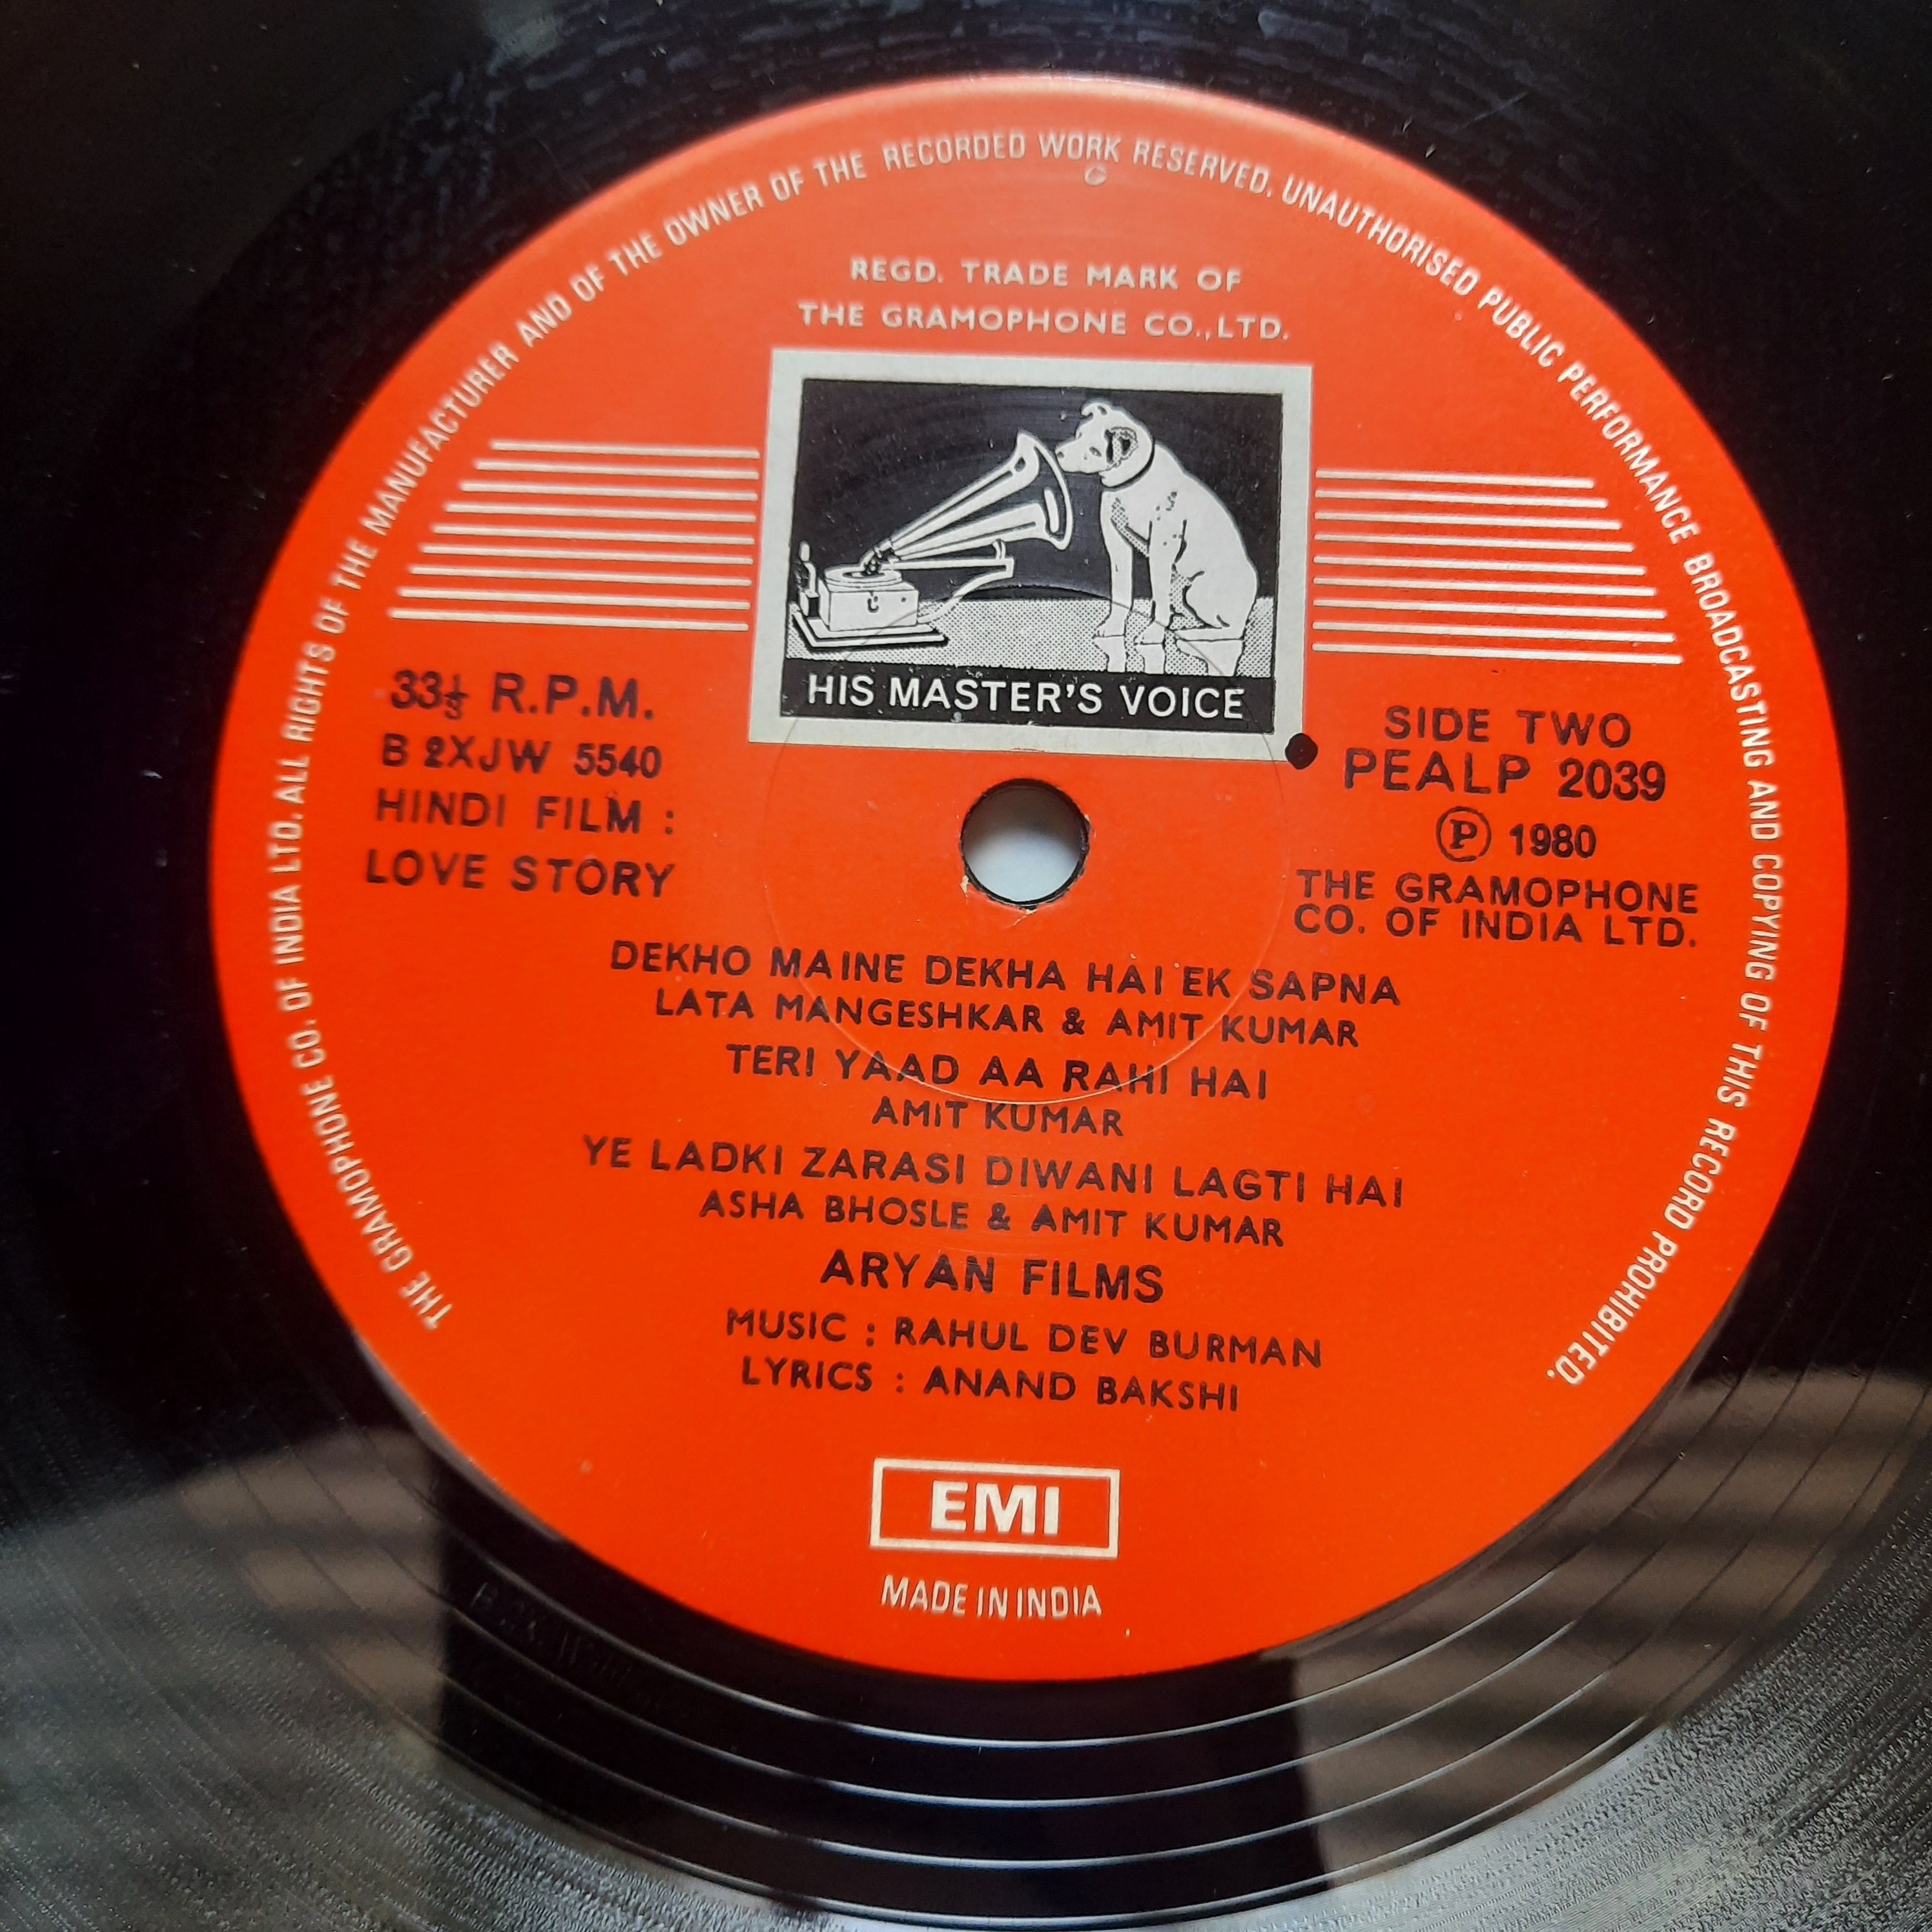 THE GRAMOPHONE CO. OF INDIA LTD. ALL RIGHTS OF THE MANUFACTURER AND OF THE OWNER OF THE RECORDED WORK RESERVED. UNAUTHORISED PUBLIC PERFORMANCE BROADCASTING AND COPYING OF THIS RECORD PROHIBITED.
REGD. TRADE MARK OF
THE GRAMOPHONE CO., LTD.
HIS MASTER'S VOICE
33⅓ R.P.M.
B 2XJW 5540
HINDI FILM :
LOVE STORY
SIDE TWO
PEALP 2039
℗ 1980
THE GRAMOPHONE
CO. OF INDIA LTD.
DEKHO MAINE DEKHA HAI EK SAPNA
LATA MANGESHKAR & AMIT KUMAR
TERI YAAD AA RAHI HAI
AMIT KUMAR
YE LADKI ZARASI DIWANI LAGTI HAI
ASHA BHOSLE & AMIT KUMAR
ARYAN FILMS
MUSIC : RAHUL DEV BURMAN
LYRICS : ANAND BAKSHI
EMI
MADE IN INDIA